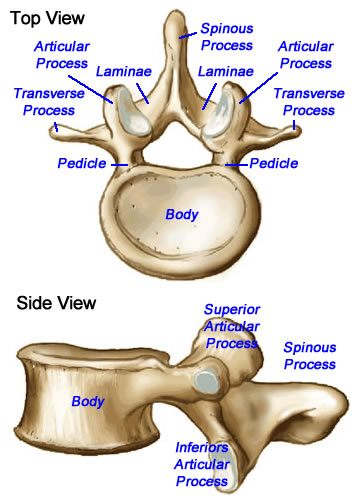 Top View
Spinous
Process
Articular
Process
Articular
Process
Laminae
Laminae
Transverse
Process
Transverse
Process
Pedicle
Pedicle
Body
Side View
Superior
Articular
Process
Spinous
Process
Body
Inferiors
Articular
Process